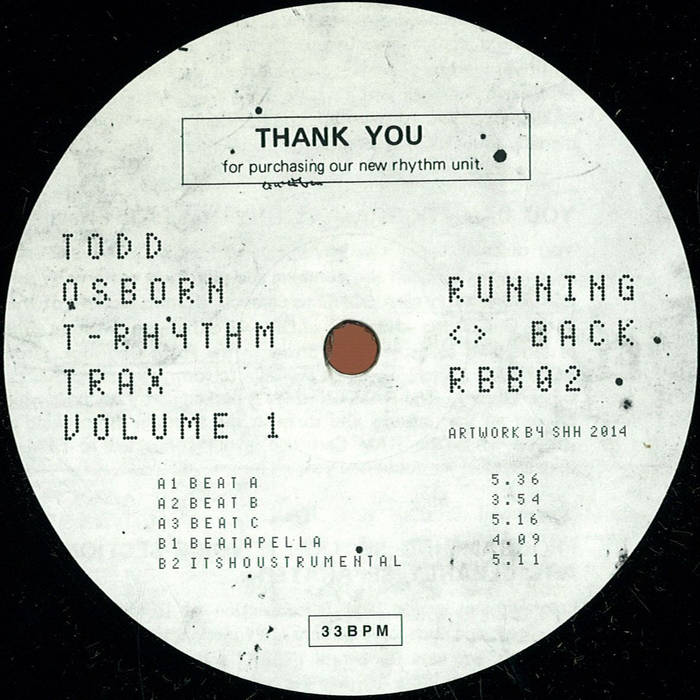 THANK YOU
for purchasing our new rhythm unit.
TODD
OSBORN
T-RHYTHM
TRAX
VOLUME 1
RUNNING
<> BACK
RBB02
ARTWORK BY SHH 2014
A1 BEAT A 5.36
A2 BEAT B 3.54
A3 BEAT C 5.16
B1 BEATAPELLA 4.09
B2 ITSHOUSTRUMENTAL 5.11
33BPM